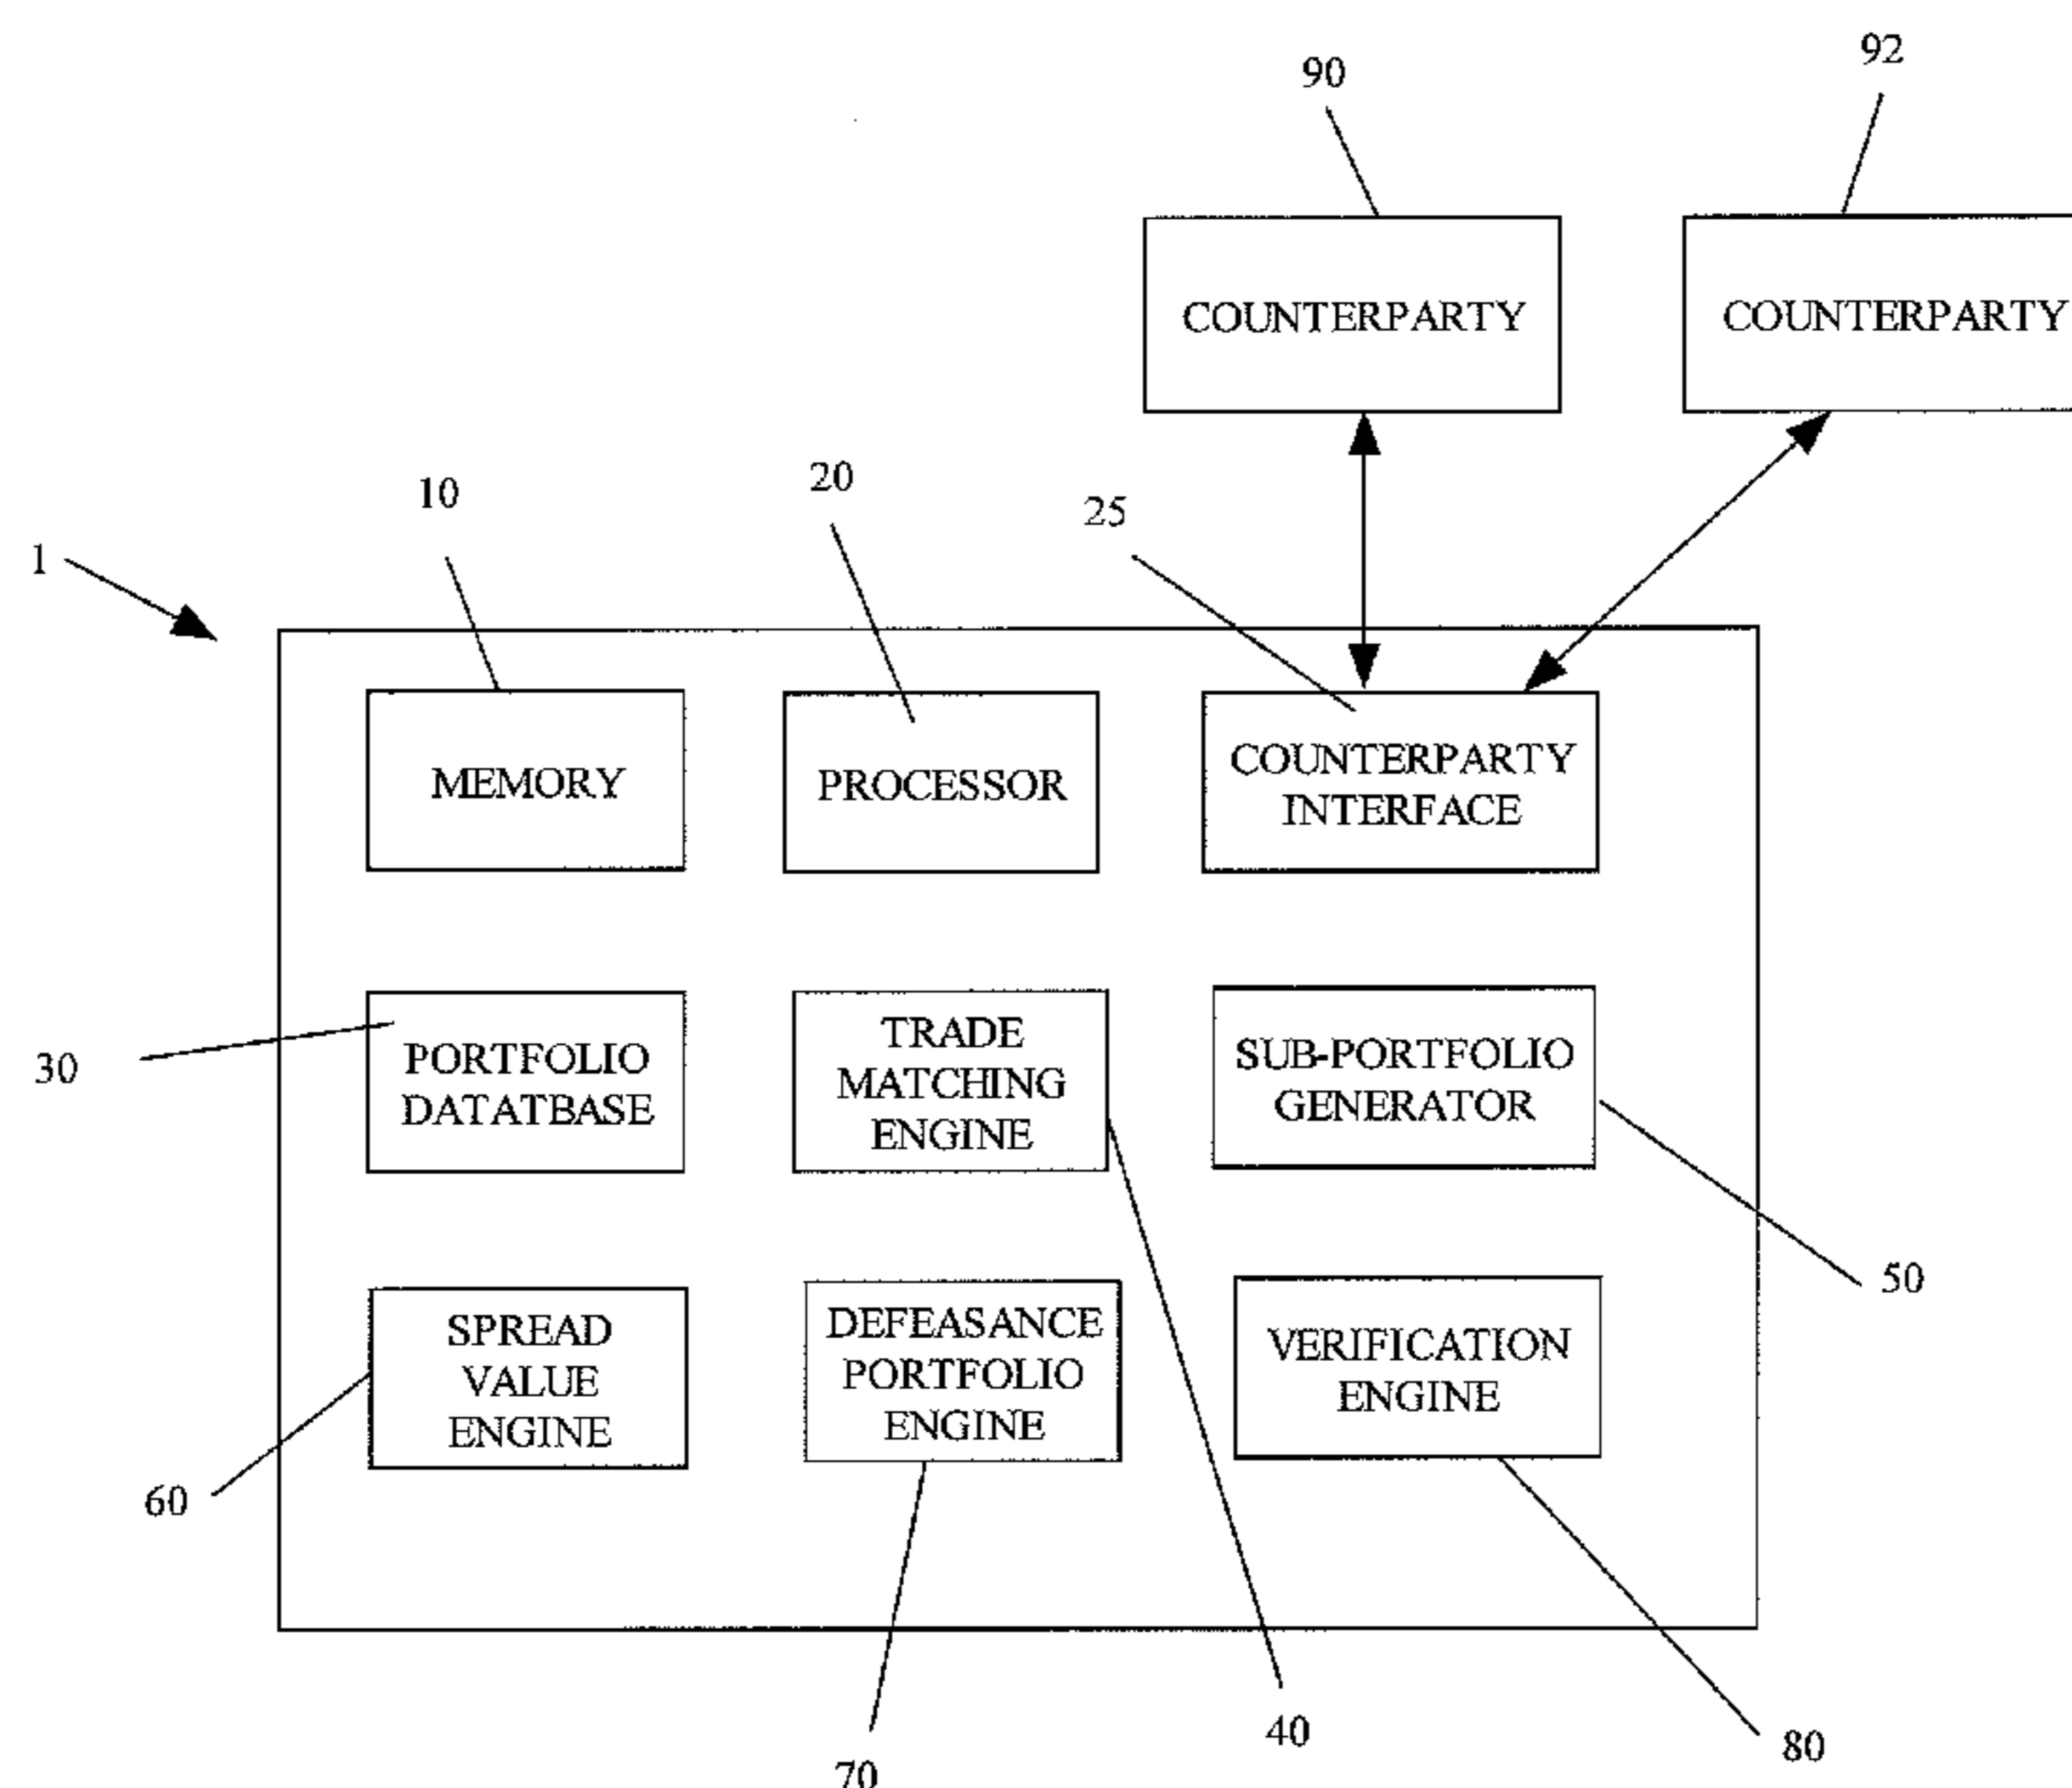 92
90
COUNTERPARTY
COUNTERPARTY
10
20
25
1
MEMORY
PROCESSOR
COUNTERPARTY
INTERFACE
30
PORTFOLIO
DATATBASE
TRADE
MATCHING
ENGINE
SUB-PORTFOLIO
GENERATOR
50
SPREAD
VALUE
ENGINE
DEFEASANCE
PORTFOLIO
ENGINE
VERIFICATION
ENGINE
60
40
80
70